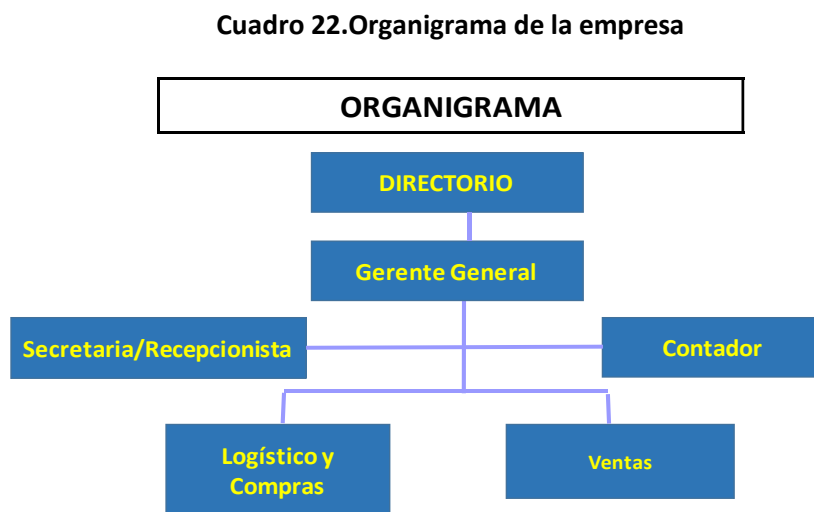 Cuadro 22.Organigrama de la empresa
ORGANIGRAMA
DIRECTORIO
Gerente General
Secretaria/Recepcionista
Contador
Logístico y
Compras
Ventas